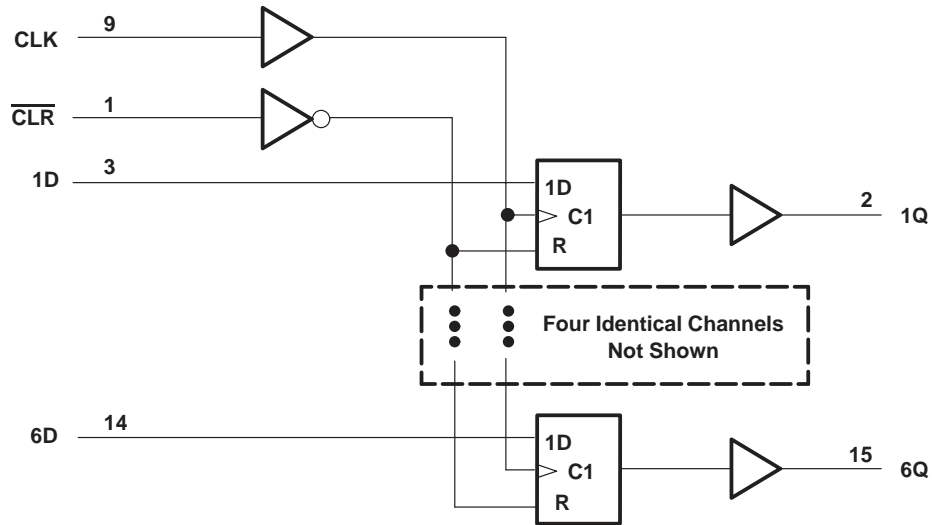 CLK 9
C̅L̅R̅ 1
1D 3
1D
C1
R
2 1Q
Four Identical Channels
Not Shown
6D 14
1D
C1
R
15 6Q